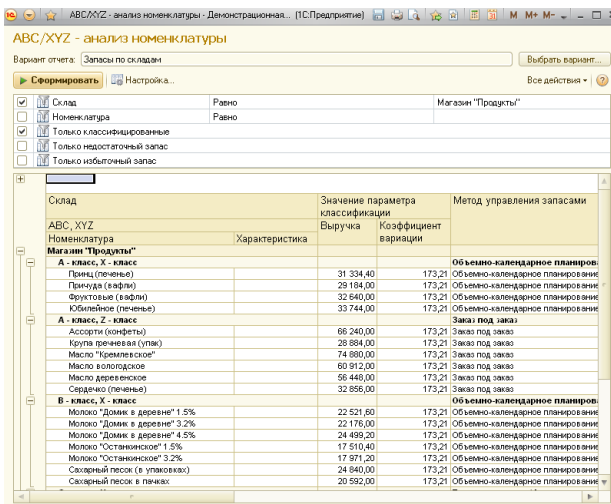 ABC/XYZ - анализ номенклатуры - Демонстрационная... (1С:Предприятие) M M+ M-
ABC/XYZ - анализ номенклатуры
Вариант отчета: Запасы по складам Выбрать вариант...
Сформировать Настройка... Все действия
Склад Равно Магазин "Продукты"
Номенклатура Равно
Только классифицированные
Только недостаточный запас
Только избыточный запас
Склад Значение параметра классификации Метод управления запасами
ABC, XYZ Выручка Коэффициент вариации
Номенклатура Характеристика
Магазин "Продукты"
A - класс, X - класс Объемно-календарное планиров
Принц (печенье) 31 334,40 173,21 Объемно-календарное планирование
Причуда (вафли) 29 184,00 173,21 Объемно-календарное планирование
Фруктовые (вафли) 32 640,00 173,21 Объемно-календарное планирование
Юбилейное (печенье) 33 744,00 173,21 Объемно-календарное планирование
A - класс, Z - класс Заказ под заказ
Ассорти (конфеты) 66 240,00 173,21 Заказ под заказ
Крупа гречневая (упак) 28 884,00 173,21 Заказ под заказ
Масло "Кремлевское" 74 880,00 173,21 Заказ под заказ
Масло вологодское 60 912,00 173,21 Заказ под заказ
Масло деревенское 56 448,00 173,21 Заказ под заказ
Сердечко (печенье) 32 856,00 173,21 Заказ под заказ
B - класс, X - класс Объемно-календарное планиров
Молоко "Домик в деревне" 1.5% 22 521,60 173,21 Объемно-календарное планирование
Молоко "Домик в деревне" 3.2% 22 176,00 173,21 Объемно-календарное планирование
Молоко "Домик в деревне" 4.5% 24 499,20 173,21 Объемно-календарное планирование
Молоко "Останкинское" 1.5% 17 510,40 173,21 Объемно-календарное планирование
Молоко "Останкинское" 3.2% 17 971,20 173,21 Объемно-календарное планирование
Сахарный песок (в упаковках) 24 840,00 173,21 Объемно-календарное планирование
Сахарный песок в пачках 20 592,00 173,21 Объемно-календарное планирование